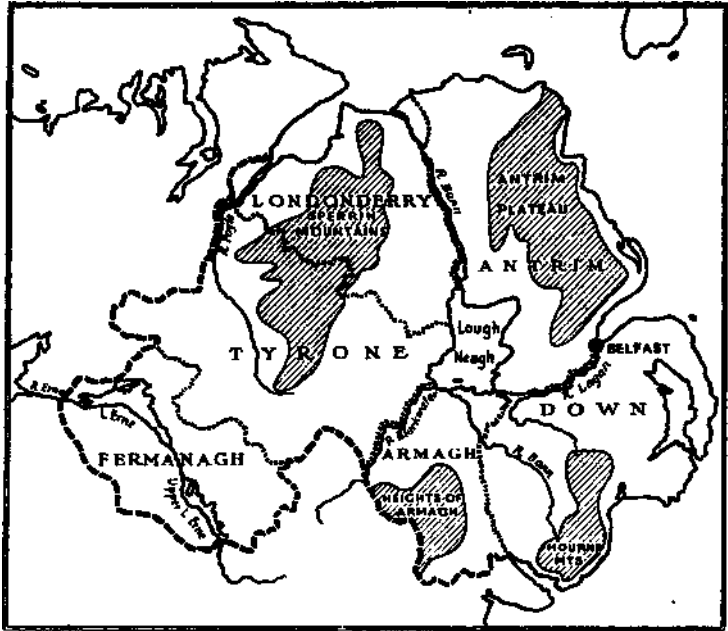 LONDONDERRY
SPERRIN
MOUNTAINS
R. Foyle
R. Bann
ANTRIM
PLATEAU
ANTRIM
TYRONE
Lough
Neagh
BELFAST
R. Lagan
DOWN
R. Erne
L. Erne
FERMANAGH
Upper L. Erne
R. Blackwater
ARMAGH
R. Bann
HEIGHTS OF
ARMAGH
MOURNE
MTS